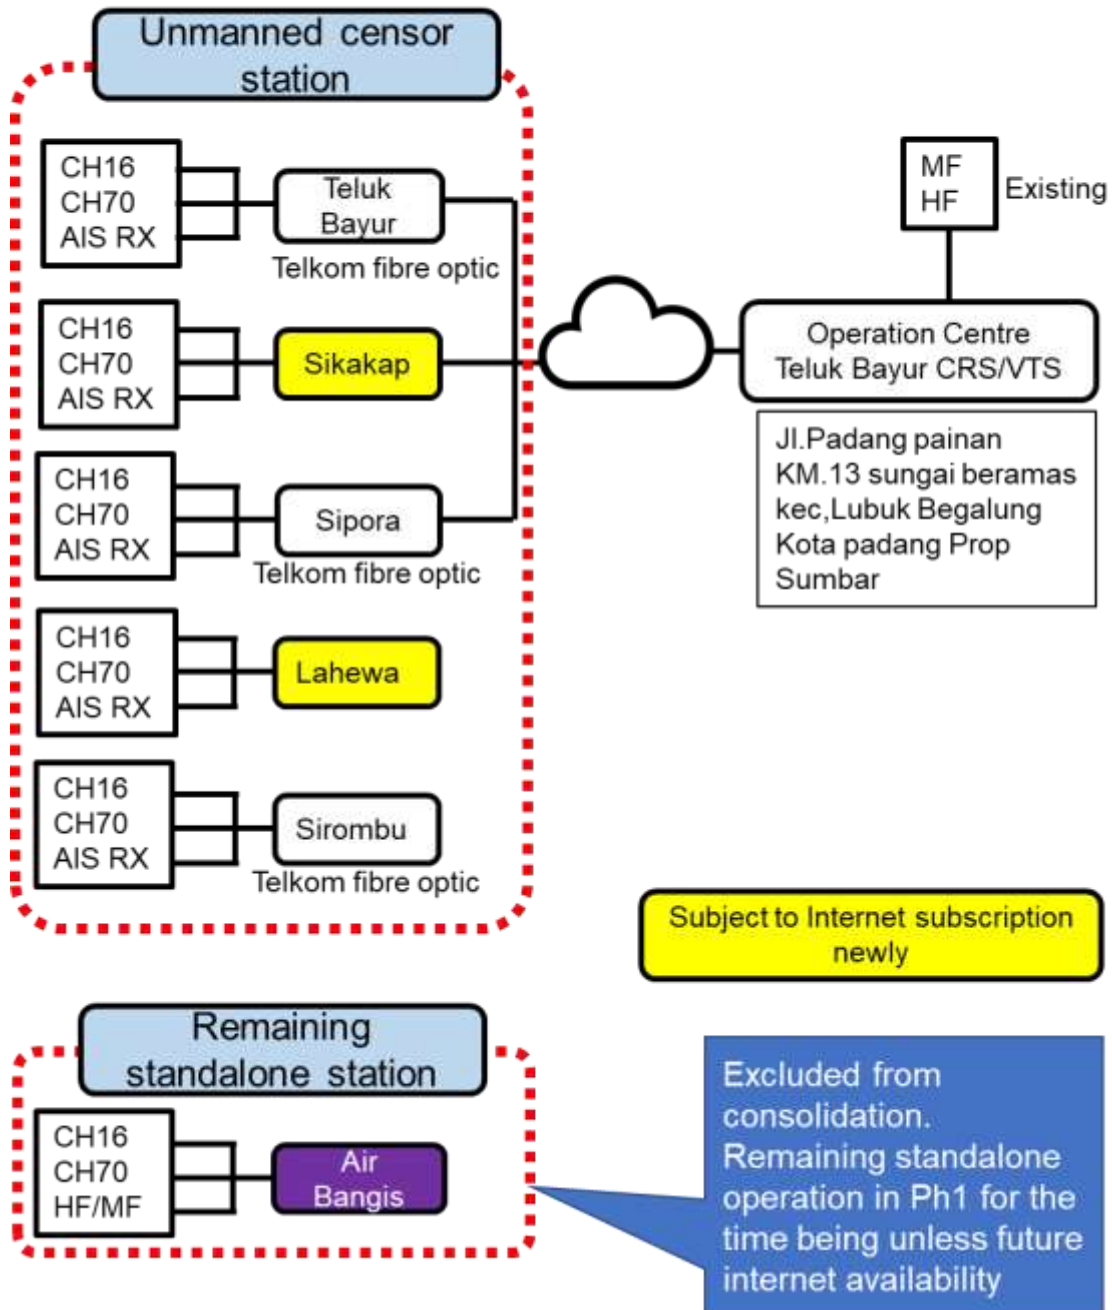 Unmanned censor
station
CH16
CH70
AIS RX
Teluk
Bayur
Telkom fibre optic
CH16
CH70
AIS RX
Sikakap
CH16
CH70
AIS RX
Sipora
Telkom fibre optic
CH16
CH70
AIS RX
Lahewa
CH16
CH70
AIS RX
Sirombu
Telkom fibre optic
MF
HF
Existing
Operation Centre
Teluk Bayur CRS/VTS
Jl.Padang painan
KM.13 sungai beramas
kec,Lubuk Begalung
Kota padang Prop
Sumbar
Subject to Internet subscription
newly
Remaining
standalone station
CH16
CH70
HF/MF
Air
Bangis
Excluded from
consolidation.
Remaining standalone
operation in Ph1 for the
time being unless future
internet availability